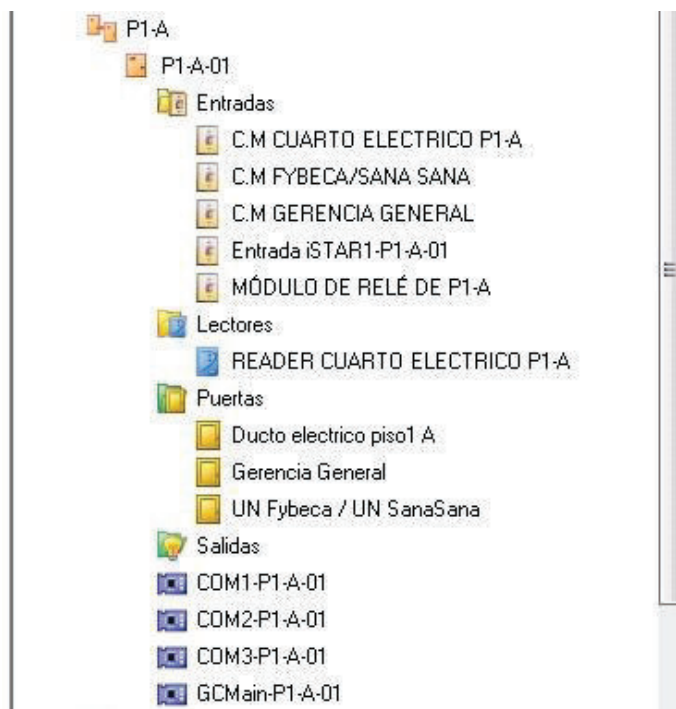 P1-A
P1-A-01
Entradas
C.M CUARTO ELECTRICO P1-A
C.M FYBECA/SANA SANA
C.M GERENCIA GENERAL
Entrada iSTAR1-P1-A-01
MÓDULO DE RELÉ DE P1-A
Lectores
READER CUARTO ELECTRICO P1-A
Puertas
Ducto electrico piso1 A
Gerencia General
UN Fybeca / UN SanaSana
Salidas
COM1-P1-A-01
COM2-P1-A-01
COM3-P1-A-01
GCMain-P1-A-01